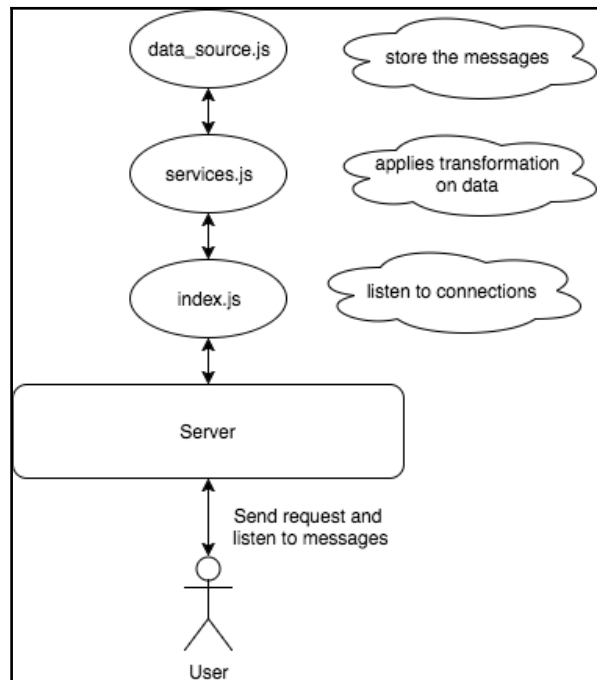 data_source.js
store the messages
services.js
applies transformation
on data
index.js
listen to connections
Server
Send request and
listen to messages
User